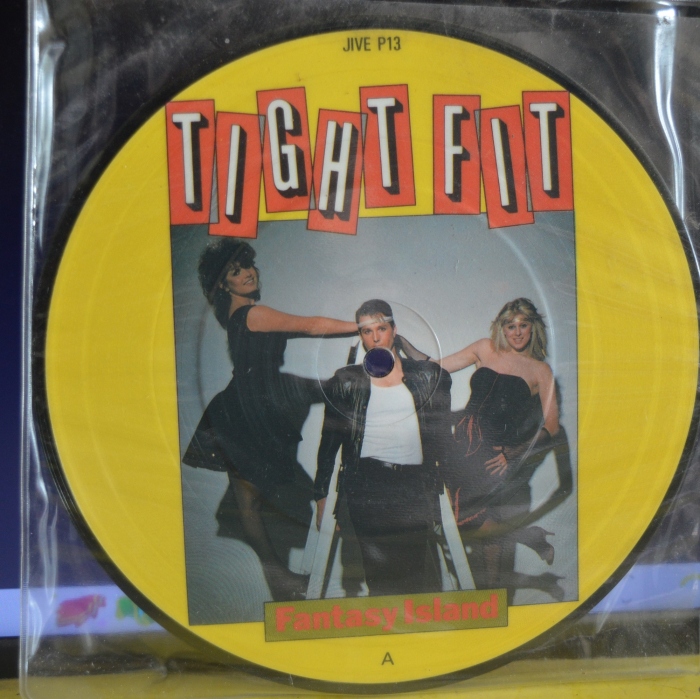 JIVE P13
TIGHT FIT
Fantasy Island
A